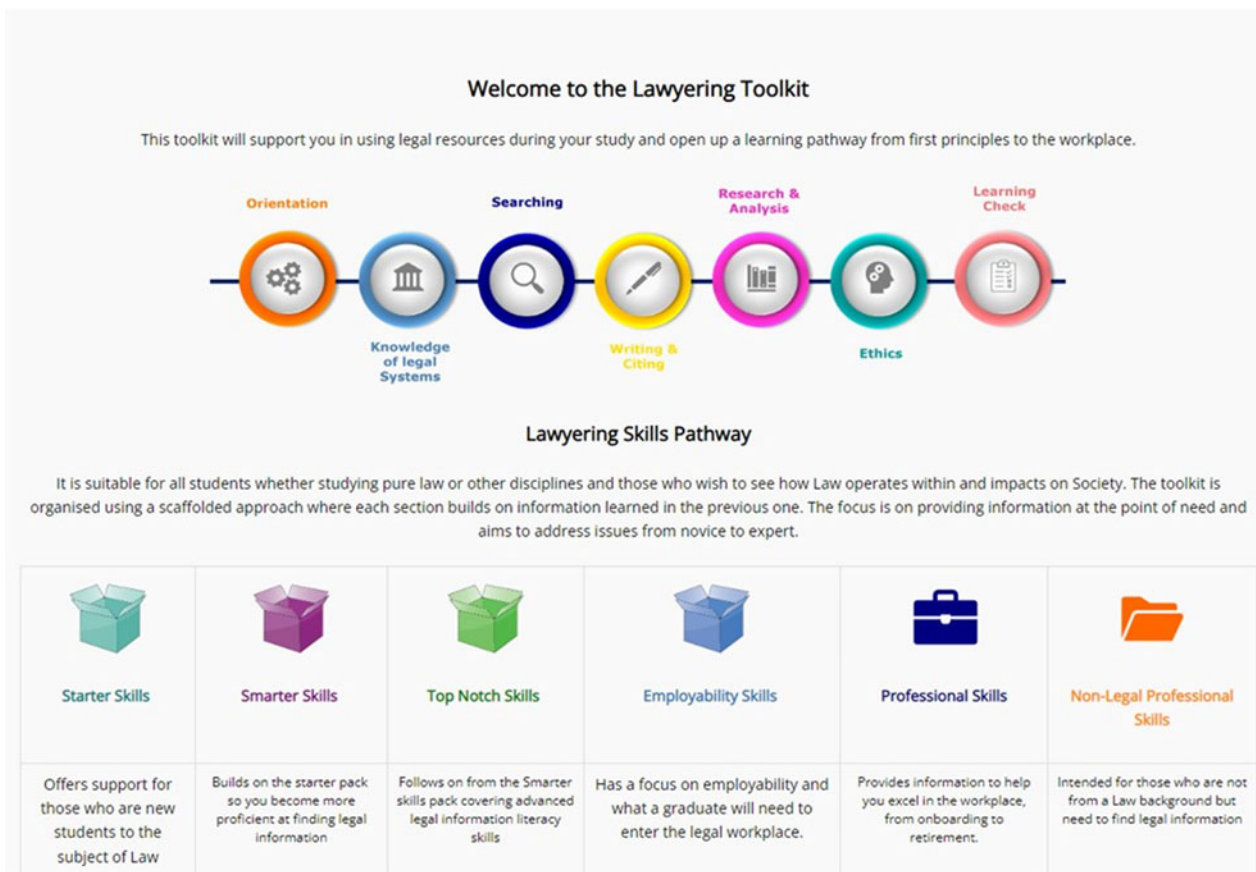 Welcome to the Lawyering Toolkit
This toolkit will support you in using legal resources during your study and open up a learning pathway from first principles to the workplace.
Orientation
Knowledge
of legal
Systems
Searching
Writing &
Citing
Research &
Analysis
Ethics
Learning
Check
Lawyering Skills Pathway
It is suitable for all students whether studying pure law or other disciplines and those who wish to see how Law operates within and impacts on Society. The toolkit is
organised using a scaffolded approach where each section builds on information learned in the previous one. The focus is on providing information at the point of need and
aims to address issues from novice to expert.
Starter Skills
Offers support for
those who are new
students to the
subject of Law
Smarter Skills
Builds on the starter pack
so you become more
proficient at finding legal
information
Top Notch Skills
Follows on from the Smarter
skills pack covering advanced
legal information literacy
skills
Employability Skills
Has a focus on employability and
what a graduate will need to
enter the legal workplace.
Professional Skills
Provides information to help
you excel in the workplace,
from onboarding to
retirement.
Non-Legal Professional
Skills
Intended for those who are not
from a Law background but
need to find legal information